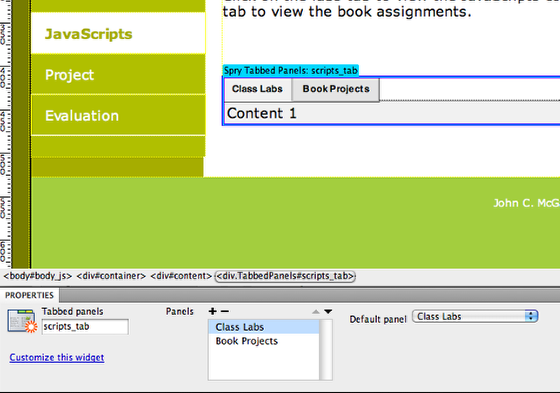 tab to view the book assignments.
JavaScripts
Project
Evaluation
Spry Tabbed Panels: scripts_tab
Class Labs
Book Projects
Content 1
John C. McG
<body#body_js> <div#container> <div#content> <div.TabbedPanels#scripts_tab>
PROPERTIES
Tabbed panels
scripts_tab
Customize this widget
Panels
Class Labs
Book Projects
Default panel
Class Labs